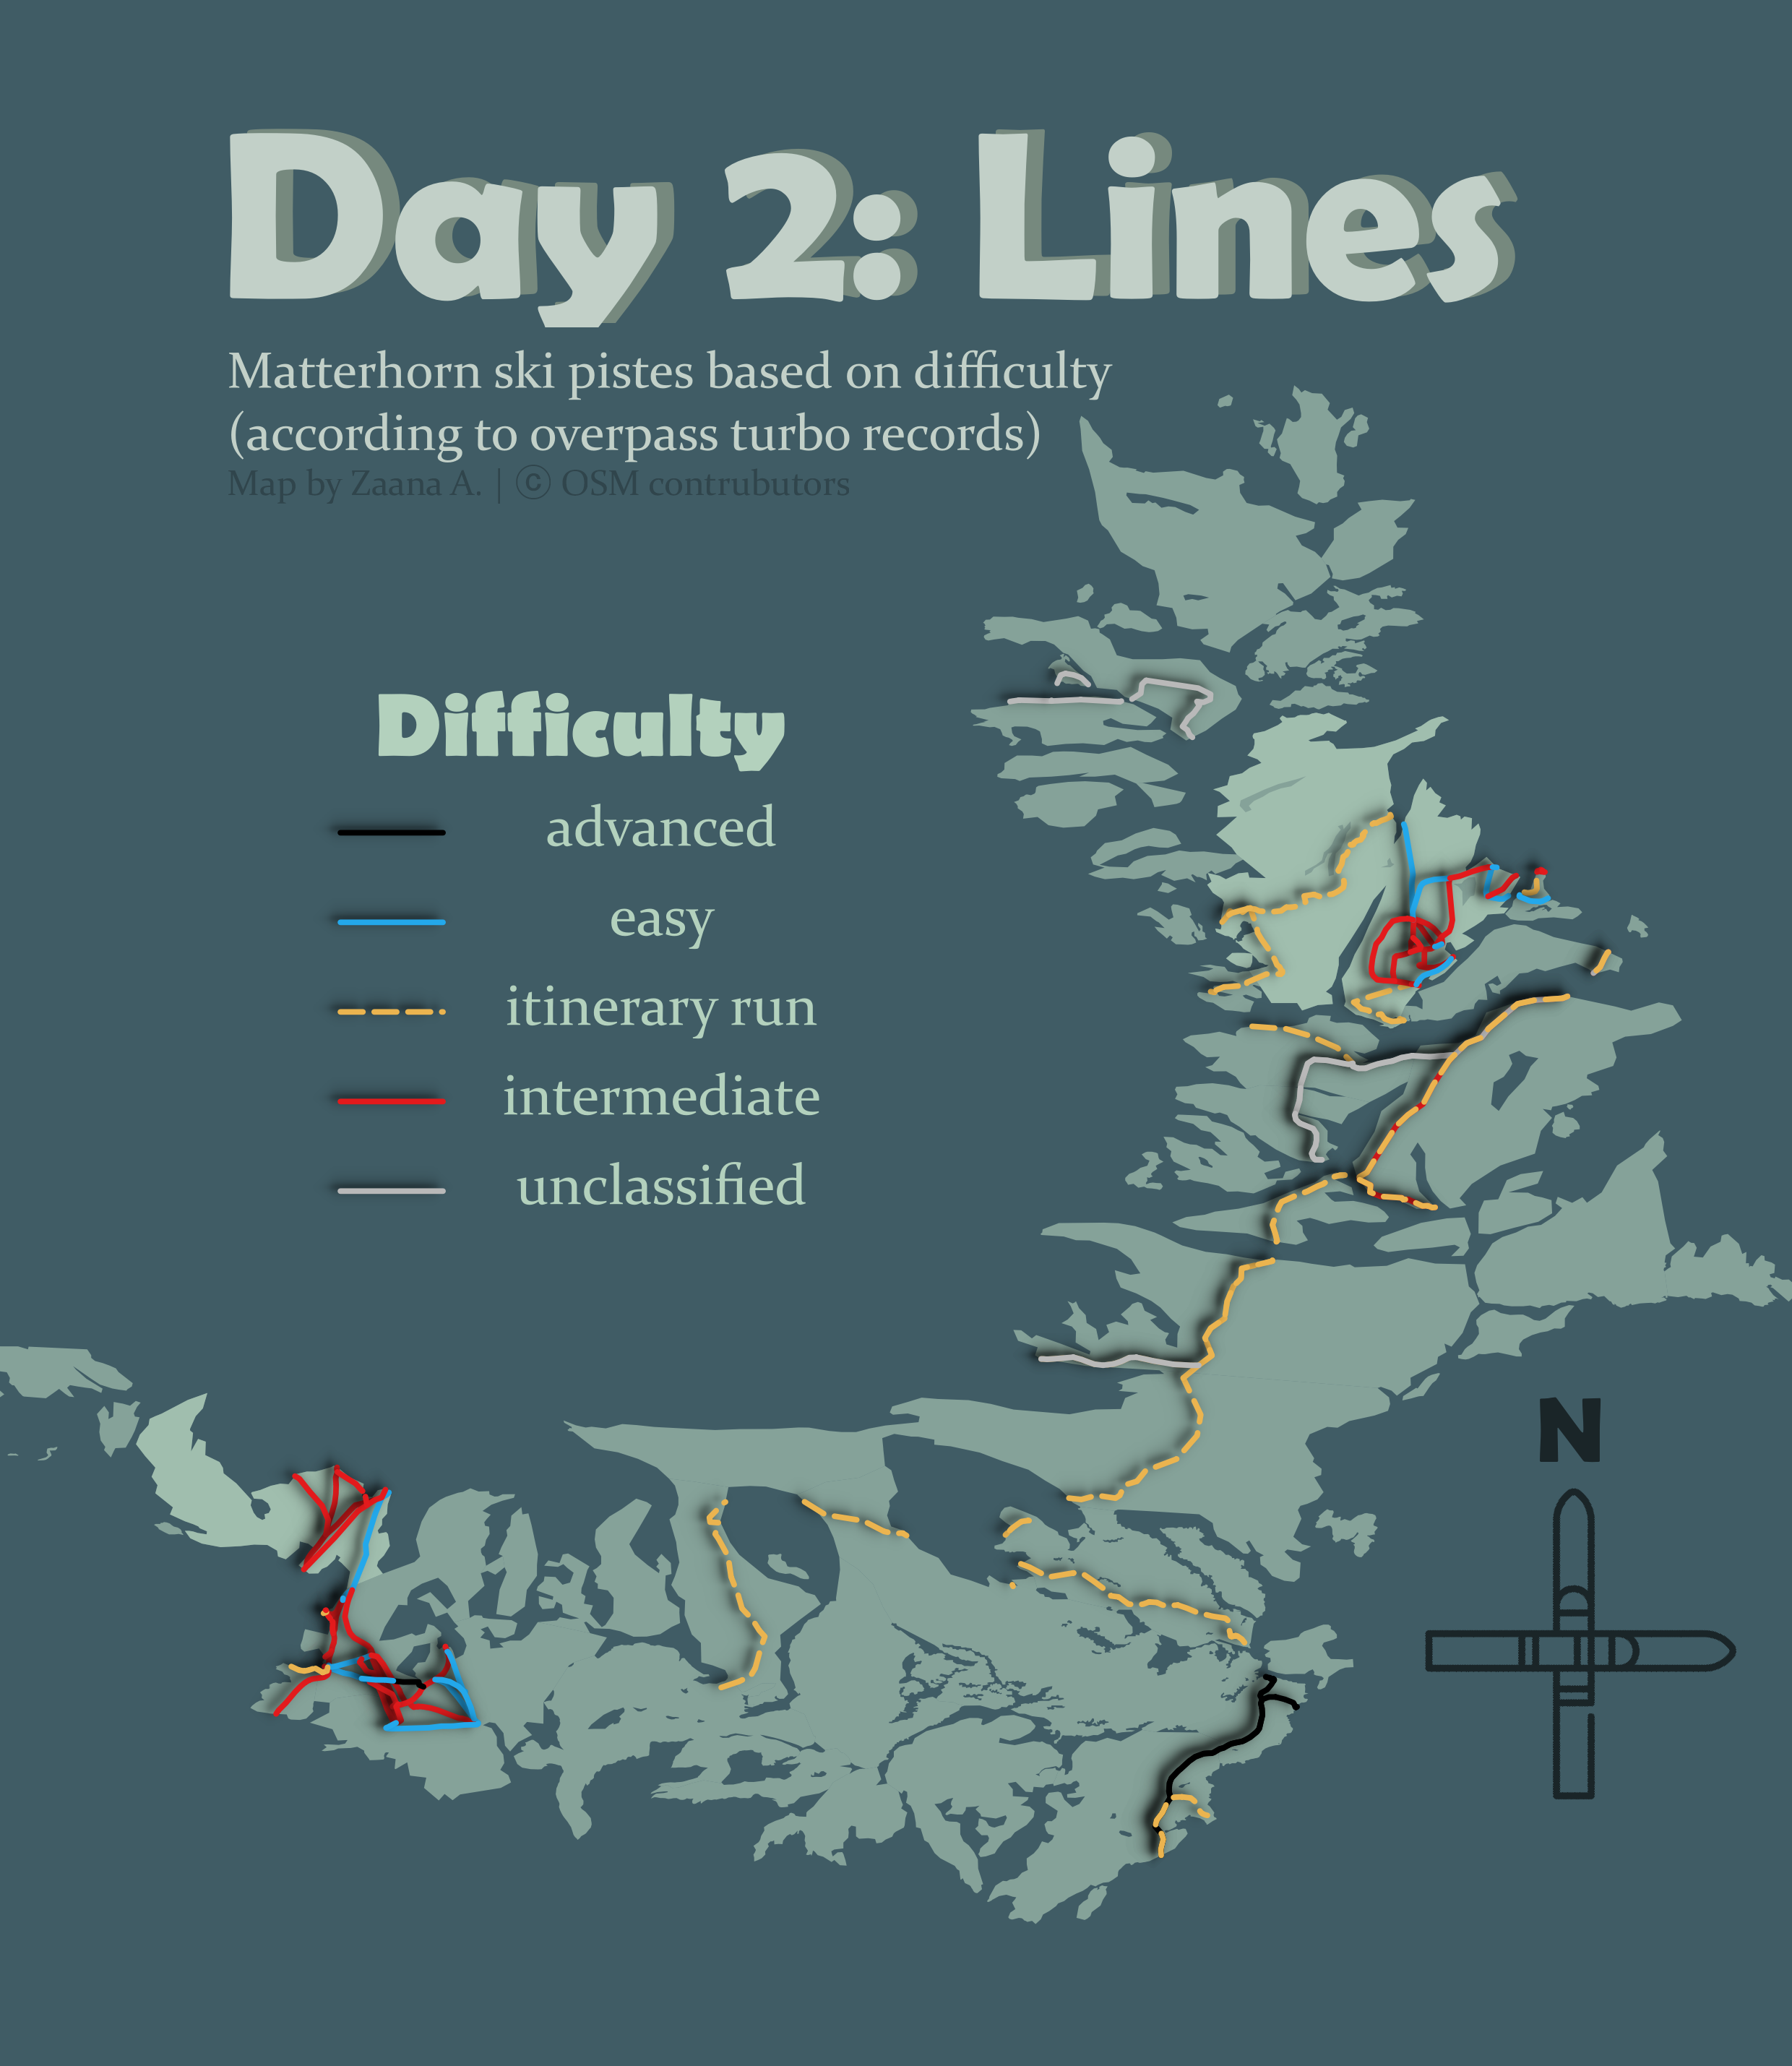 Day 2: Lines
Matterhorn ski pistes based on difficulty
(according to overpass turbo records)
Map by Zaana A. | © OSM contrubutors
Difficulty
advanced
easy
itinerary run
intermediate
unclassified
N